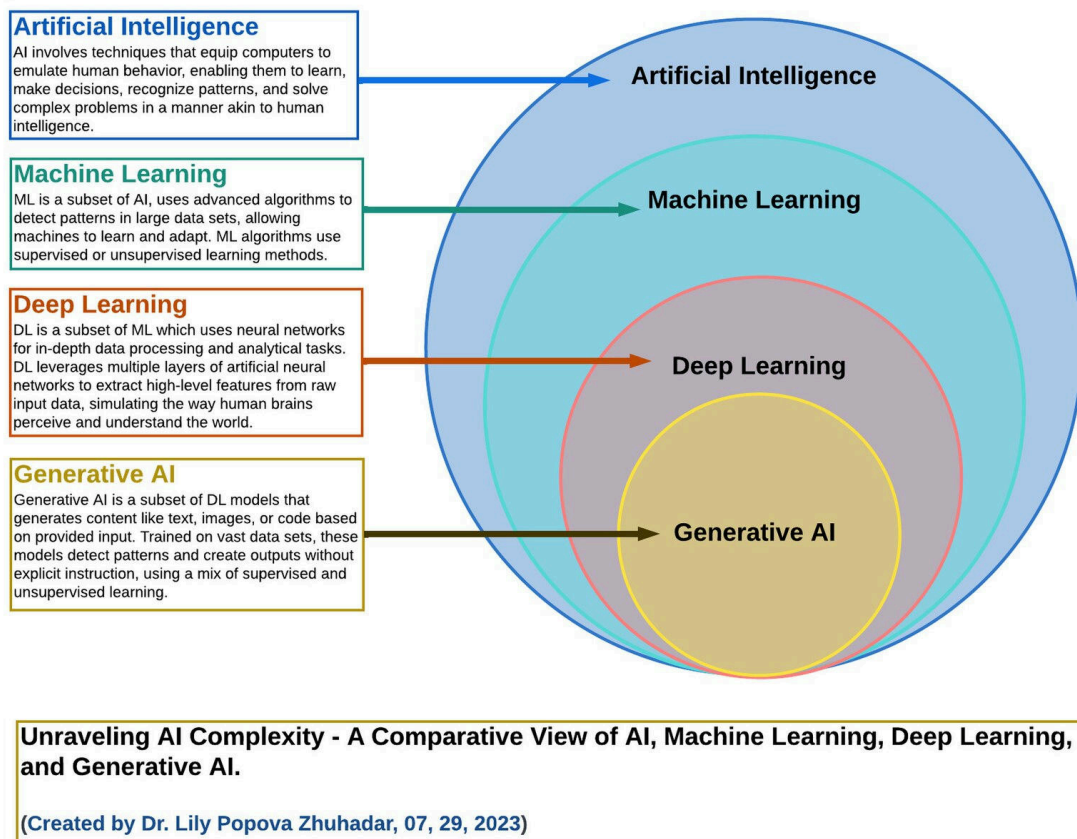 Artificial Intelligence
AI involves techniques that equip computers to
emulate human behavior, enabling them to learn,
make decisions, recognize patterns, and solve
complex problems in a manner akin to human
intelligence.
Machine Learning
ML is a subset of AI, uses advanced algorithms to
detect patterns in large data sets, allowing
machines to learn and adapt. ML algorithms use
supervised or unsupervised learning methods.
Deep Learning
DL is a subset of ML which uses neural networks
for in-depth data processing and analytical tasks.
DL leverages multiple layers of artificial neural
networks to extract high-level features from raw
input data, simulating the way human brains
perceive and understand the world.
Generative AI
Generative AI is a subset of DL models that
generates content like text, images, or code based
on provided input. Trained on vast data sets, these
models detect patterns and create outputs without
explicit instruction, using a mix of supervised and
unsupervised learning.
Artificial Intelligence
Machine Learning
Deep Learning
Generative AI
Unraveling AI Complexity - A Comparative View of AI, Machine Learning, Deep Learning,
and Generative AI.
(Created by Dr. Lily Popova Zhuhadar, 07, 29, 2023)